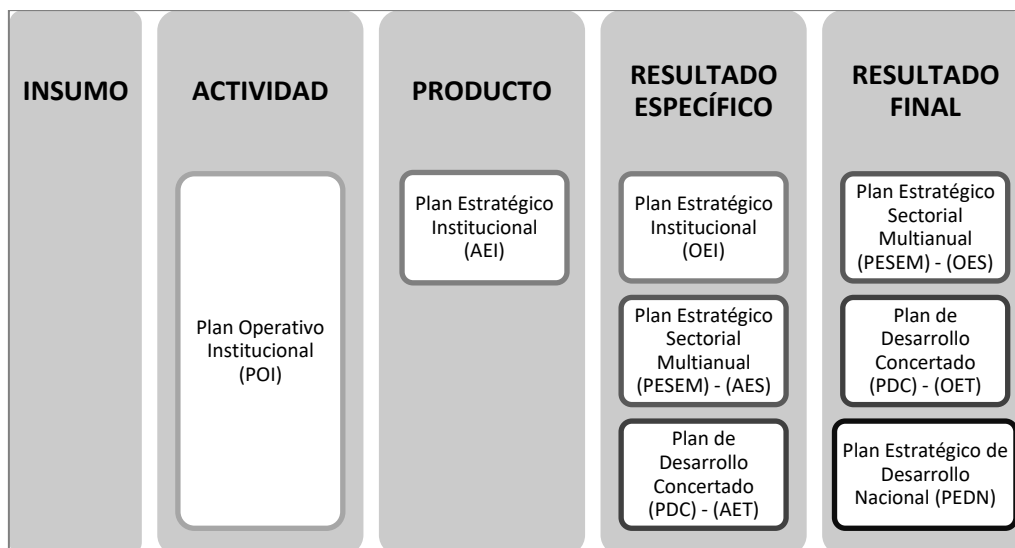 INSUMO
ACTIVIDAD
Plan Operativo
Institucional
(POI)
PRODUCTO
Plan Estratégico
Institucional
(AEI)
RESULTADO
ESPECÍFICO
Plan Estratégico
Institucional
(OEI)
Plan Estratégico
Sectorial
Multianual
(PESEM) - (AES)
Plan de
Desarrollo
Concertado
(PDC) - (AET)
RESULTADO
FINAL
Plan Estratégico
Sectorial
Multianual
(PESEM) - (OES)
Plan de
Desarrollo
Concertado
(PDC) - (OET)
Plan Estratégico de
Desarrollo
Nacional (PEDN)